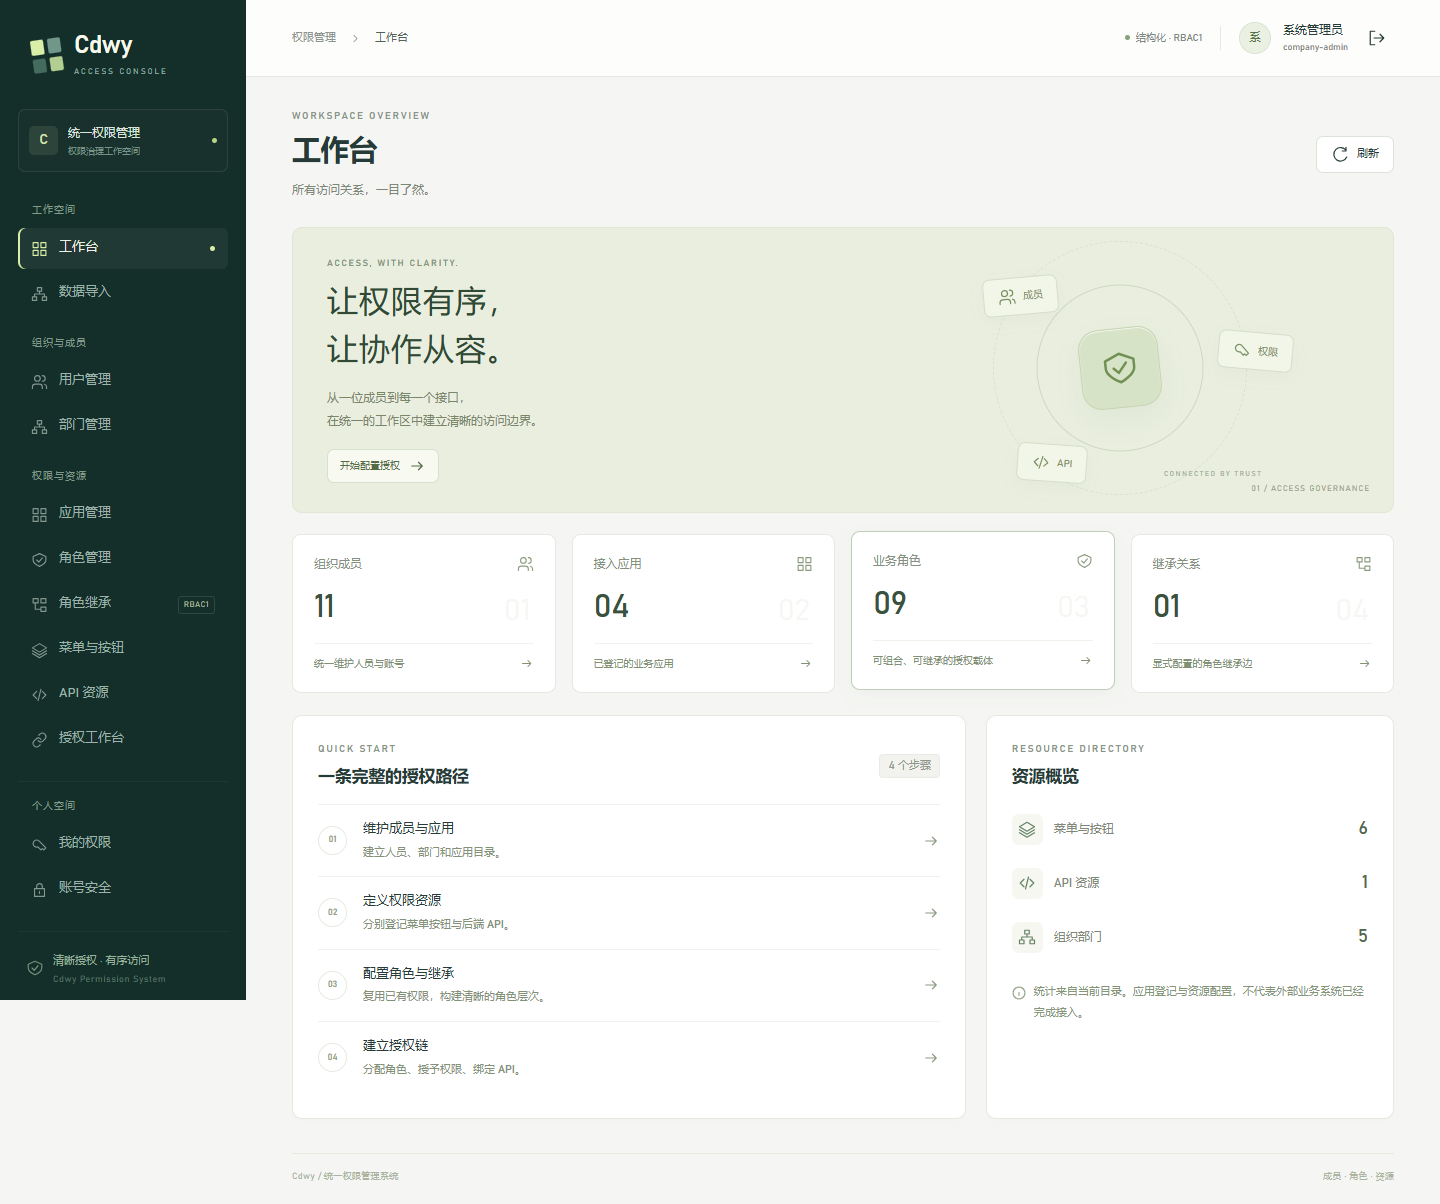 Cdwy
ACCESS CONSOLE
C
统一权限管理
权限治理工作空间
工作空间
工作台
数据导入
组织与成员
用户管理
部门管理
权限与资源
应用管理
角色管理
角色继承
RBAC1
菜单与按钮
API 资源
授权工作台
个人空间
我的权限
账号安全
清晰授权 · 有序访问
Cdwy Permission System
权限管理
工作台
结构化 · RBAC1
系
系统管理员
company-admin
WORKSPACE OVERVIEW
工作台
所有访问关系，一目了然。
刷新
ACCESS, WITH CLARITY.
让权限有序，
让协作从容。
从一位成员到每一个接口，
在统一的工作区中建立清晰的访问边界。
开始配置授权
成员
权限
API
CONNECTED BY TRUST
01 / ACCESS GOVERNANCE
组织成员
11
01
统一维护人员与账号
接入应用
04
02
已登记的业务应用
业务角色
09
03
可组合、可继承的授权载体
继承关系
01
04
显式配置的角色继承边
QUICK START
一条完整的授权路径
4 个步骤
01
维护成员与应用
建立人员、部门和应用目录。
02
定义权限资源
分别登记菜单按钮与后端 API。
03
配置角色与继承
复用已有权限，构建清晰的角色层次。
04
建立授权链
分配角色、授予权限、绑定 API。
RESOURCE DIRECTORY
资源概览
菜单与按钮
6
API 资源
1
组织部门
5
统计来自当前目录。应用登记与资源配置，不代表外部业务系统已经
完成接入。
Cdwy / 统一权限管理系统
成员 · 角色 · 资源